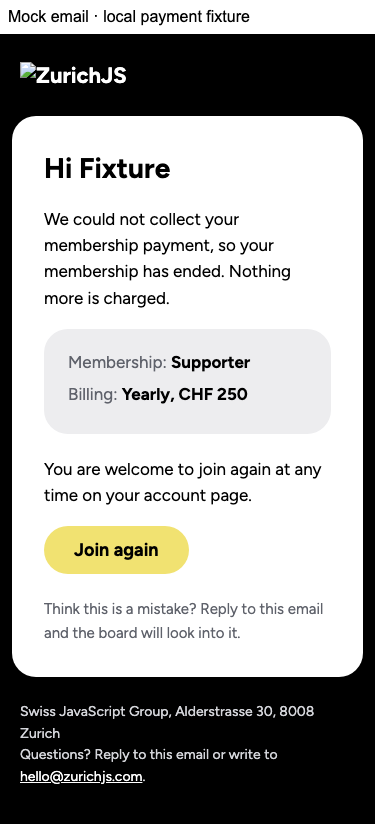 Mock email · local payment fixture
ZurichJS
Hi Fixture
We could not collect your
membership payment, so your
membership has ended. Nothing
more is charged.
Membership: Supporter
Billing: Yearly, CHF 250
You are welcome to join again at any
time on your account page.
Join again
Think this is a mistake? Reply to this email
and the board will look into it.
Swiss JavaScript Group, Alderstrasse 30, 8008
Zurich
Questions? Reply to this email or write to
hello@zurichjs.com.